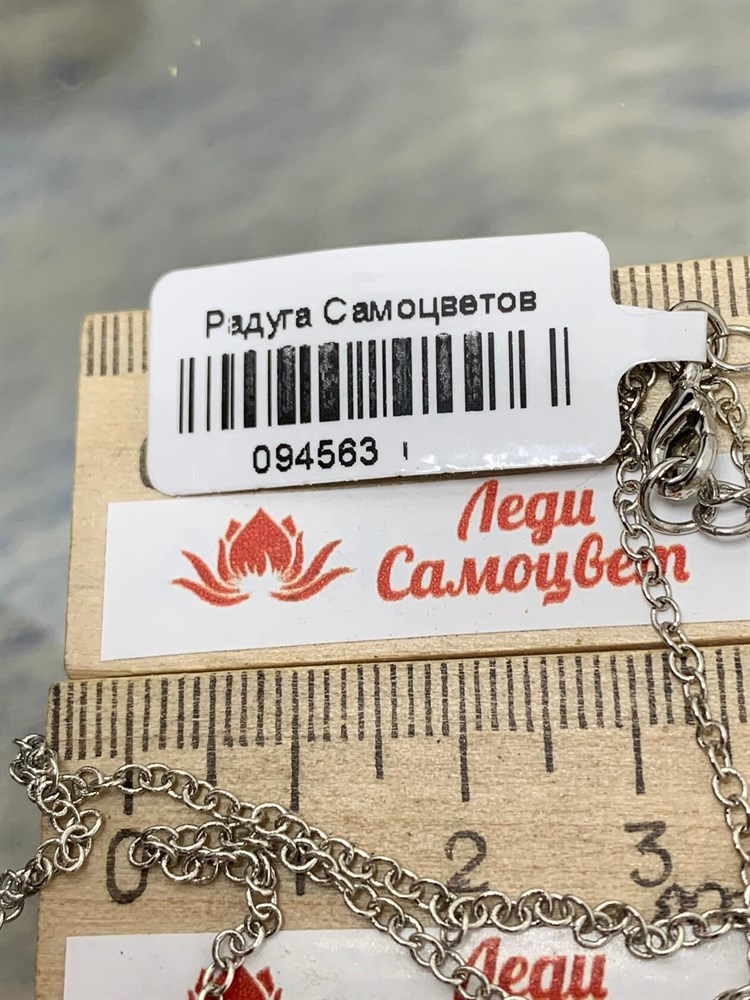 Радуга Самоцветов
094563
Леди
Самоцвет
0 1 2 3
Леди